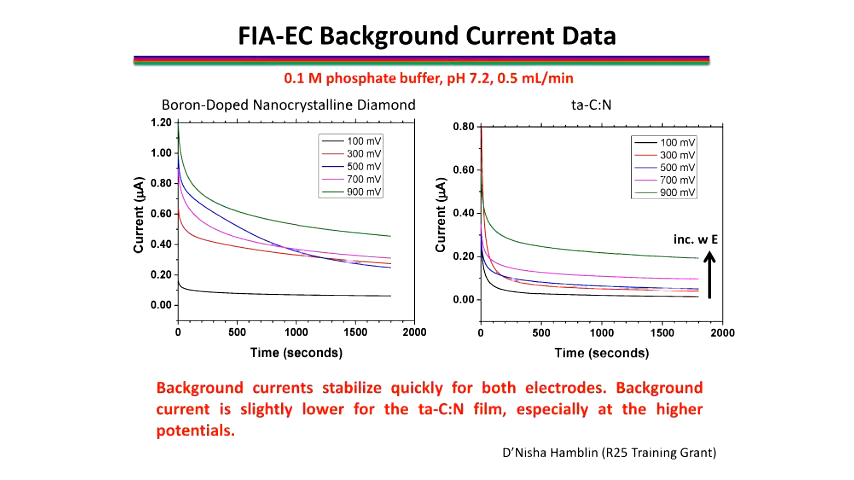 FIA-EC Background Current Data
0.1 M phosphate buffer, pH 7.2, 0.5 mL/min
Boron-Doped Nanocrystalline Diamond
1.20
1.00
0.80
0.60
0.40
0.20
0.00
Current (μA)
100 mV
300 mV
500 mV
700 mV
900 mV
0
500
1000
1500
2000
Time (seconds)
ta-C:N
0.80
0.60
0.40
0.20
0.00
Current (μA)
100 mV
300 mV
500 mV
700 mV
900 mV
inc. w E
0
500
1000
1500
2000
Time (seconds)
Background currents stabilize quickly for both electrodes. Background
current is slightly lower for the ta-C:N film, especially at the higher
potentials.
D’Nisha Hamblin (R25 Training Grant)